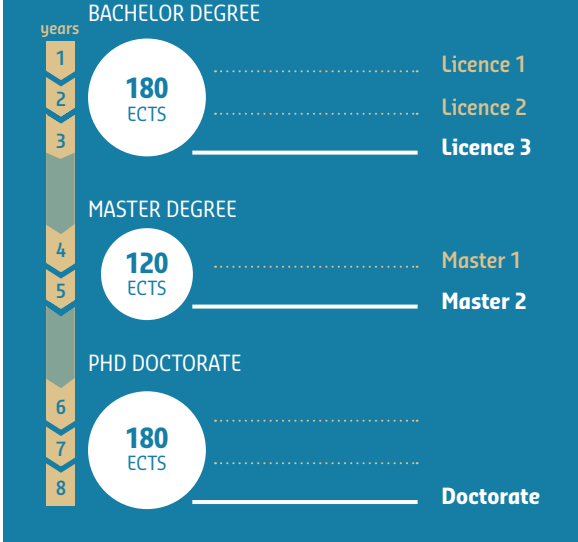 BACHELOR DEGREE
years
1
2
3
180
ECTS
Licence 1
Licence 2
Licence 3
MASTER DEGREE
4
5
120
ECTS
Master 1
Master 2
PHD DOCTORATE
6
7
8
180
ECTS
Doctorate